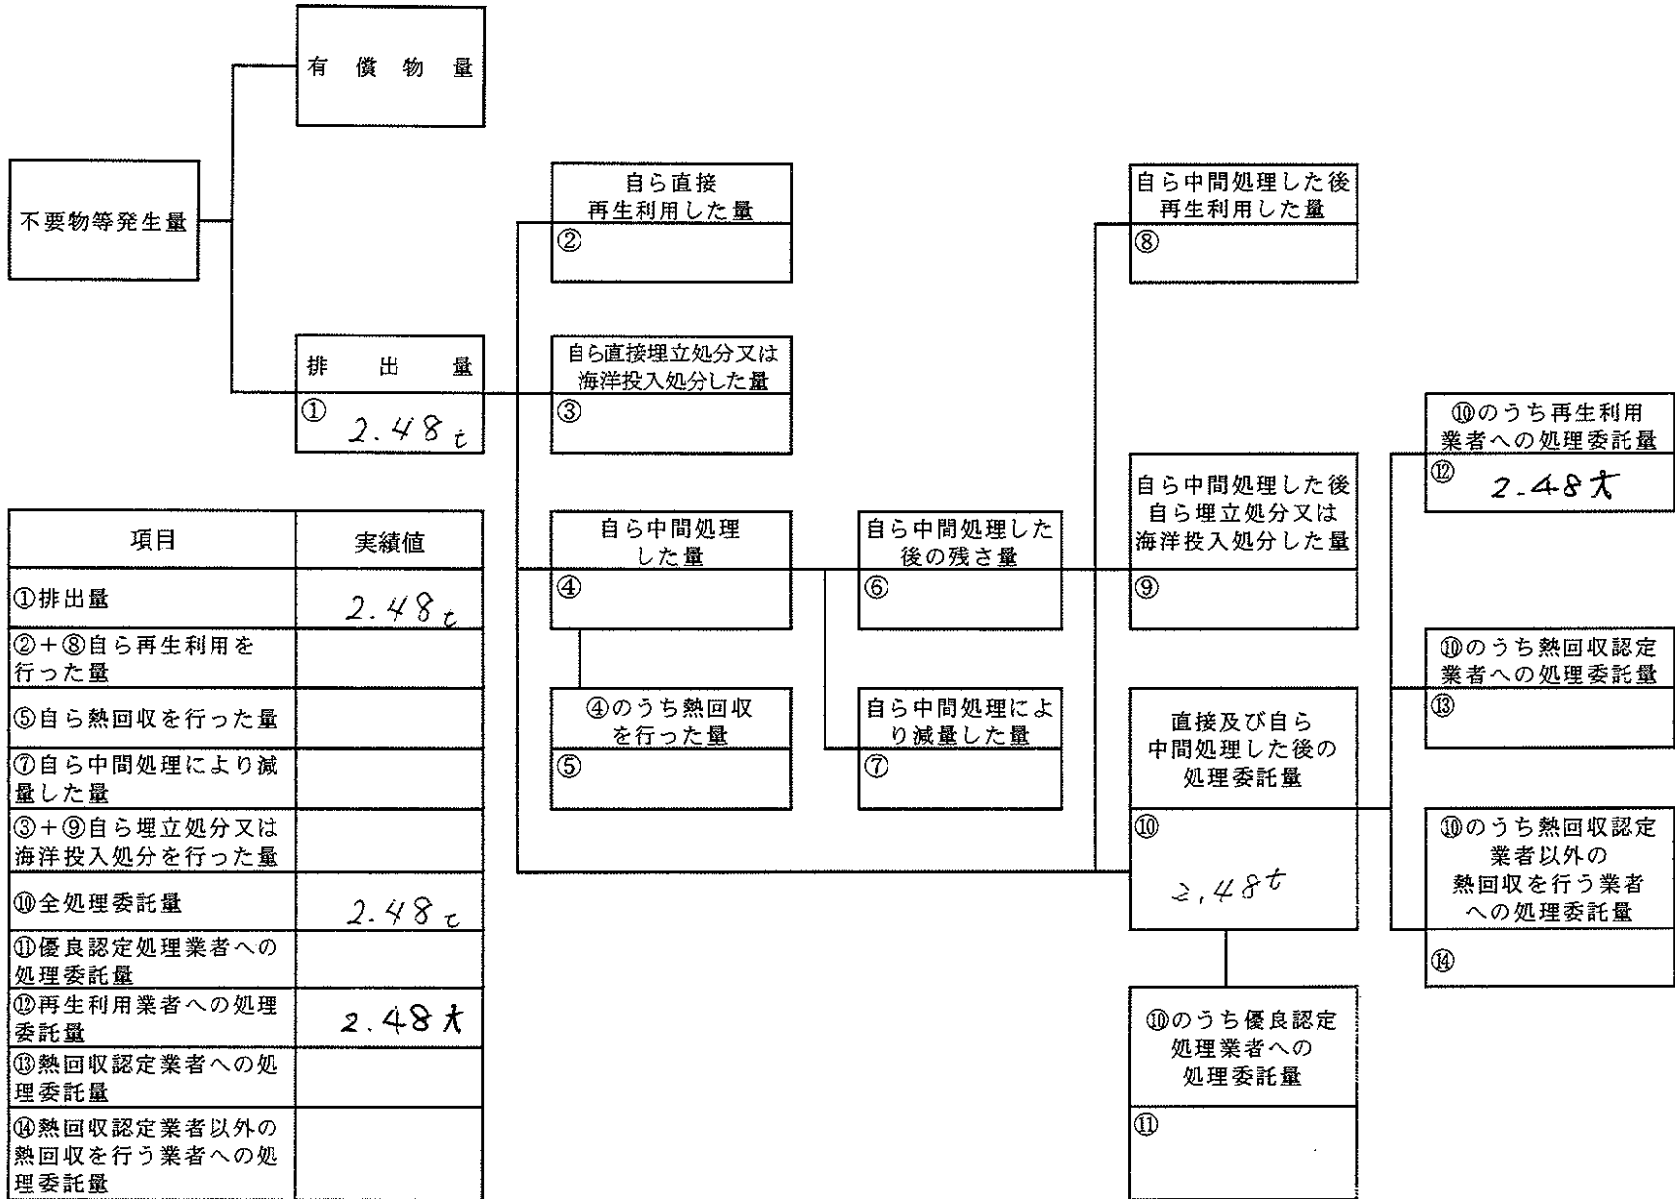 有償物量
不要物等発生量
排出量
① 2.48t
自ら直接
再生利用した量
②
自ら直接埋立処分又は
海洋投入処分した量
③
自ら中間処理
した量
④
④のうち熱回収
を行った量
⑤
自ら中間処理した
後の残さ量
⑥
自ら中間処理によ
り減量した量
⑦
自ら中間処理した後
再生利用した量
⑧
自ら中間処理した後
自ら埋立処分又は
海洋投入処分した量
⑨
直接及び自ら
中間処理した後の
処理委託量
⑩
2.48t
⑩のうち優良認定
処理業者への
処理委託量
⑪
⑩のうち再生利用
業者への処理委託量
⑫ 2.48t
⑩のうち熱回収認定
業者への処理委託量
⑬
⑩のうち熱回収認定
業者以外の
熱回収を行う業者
への処理委託量
⑭
項目 実績値
①排出量 2.48t
②+⑧自ら再生利用を
行った量
⑤自ら熱回収を行った量
⑦自ら中間処理により減
量した量
③+⑨自ら埋立処分又は
海洋投入処分を行った量
⑩全処理委託量 2.48t
⑪優良認定処理業者への
処理委託量
⑫再生利用業者への処理
委託量 2.48t
⑬熱回収認定業者への処
理委託量
⑭熱回収認定業者以外の
熱回収を行う業者への処
理委託量